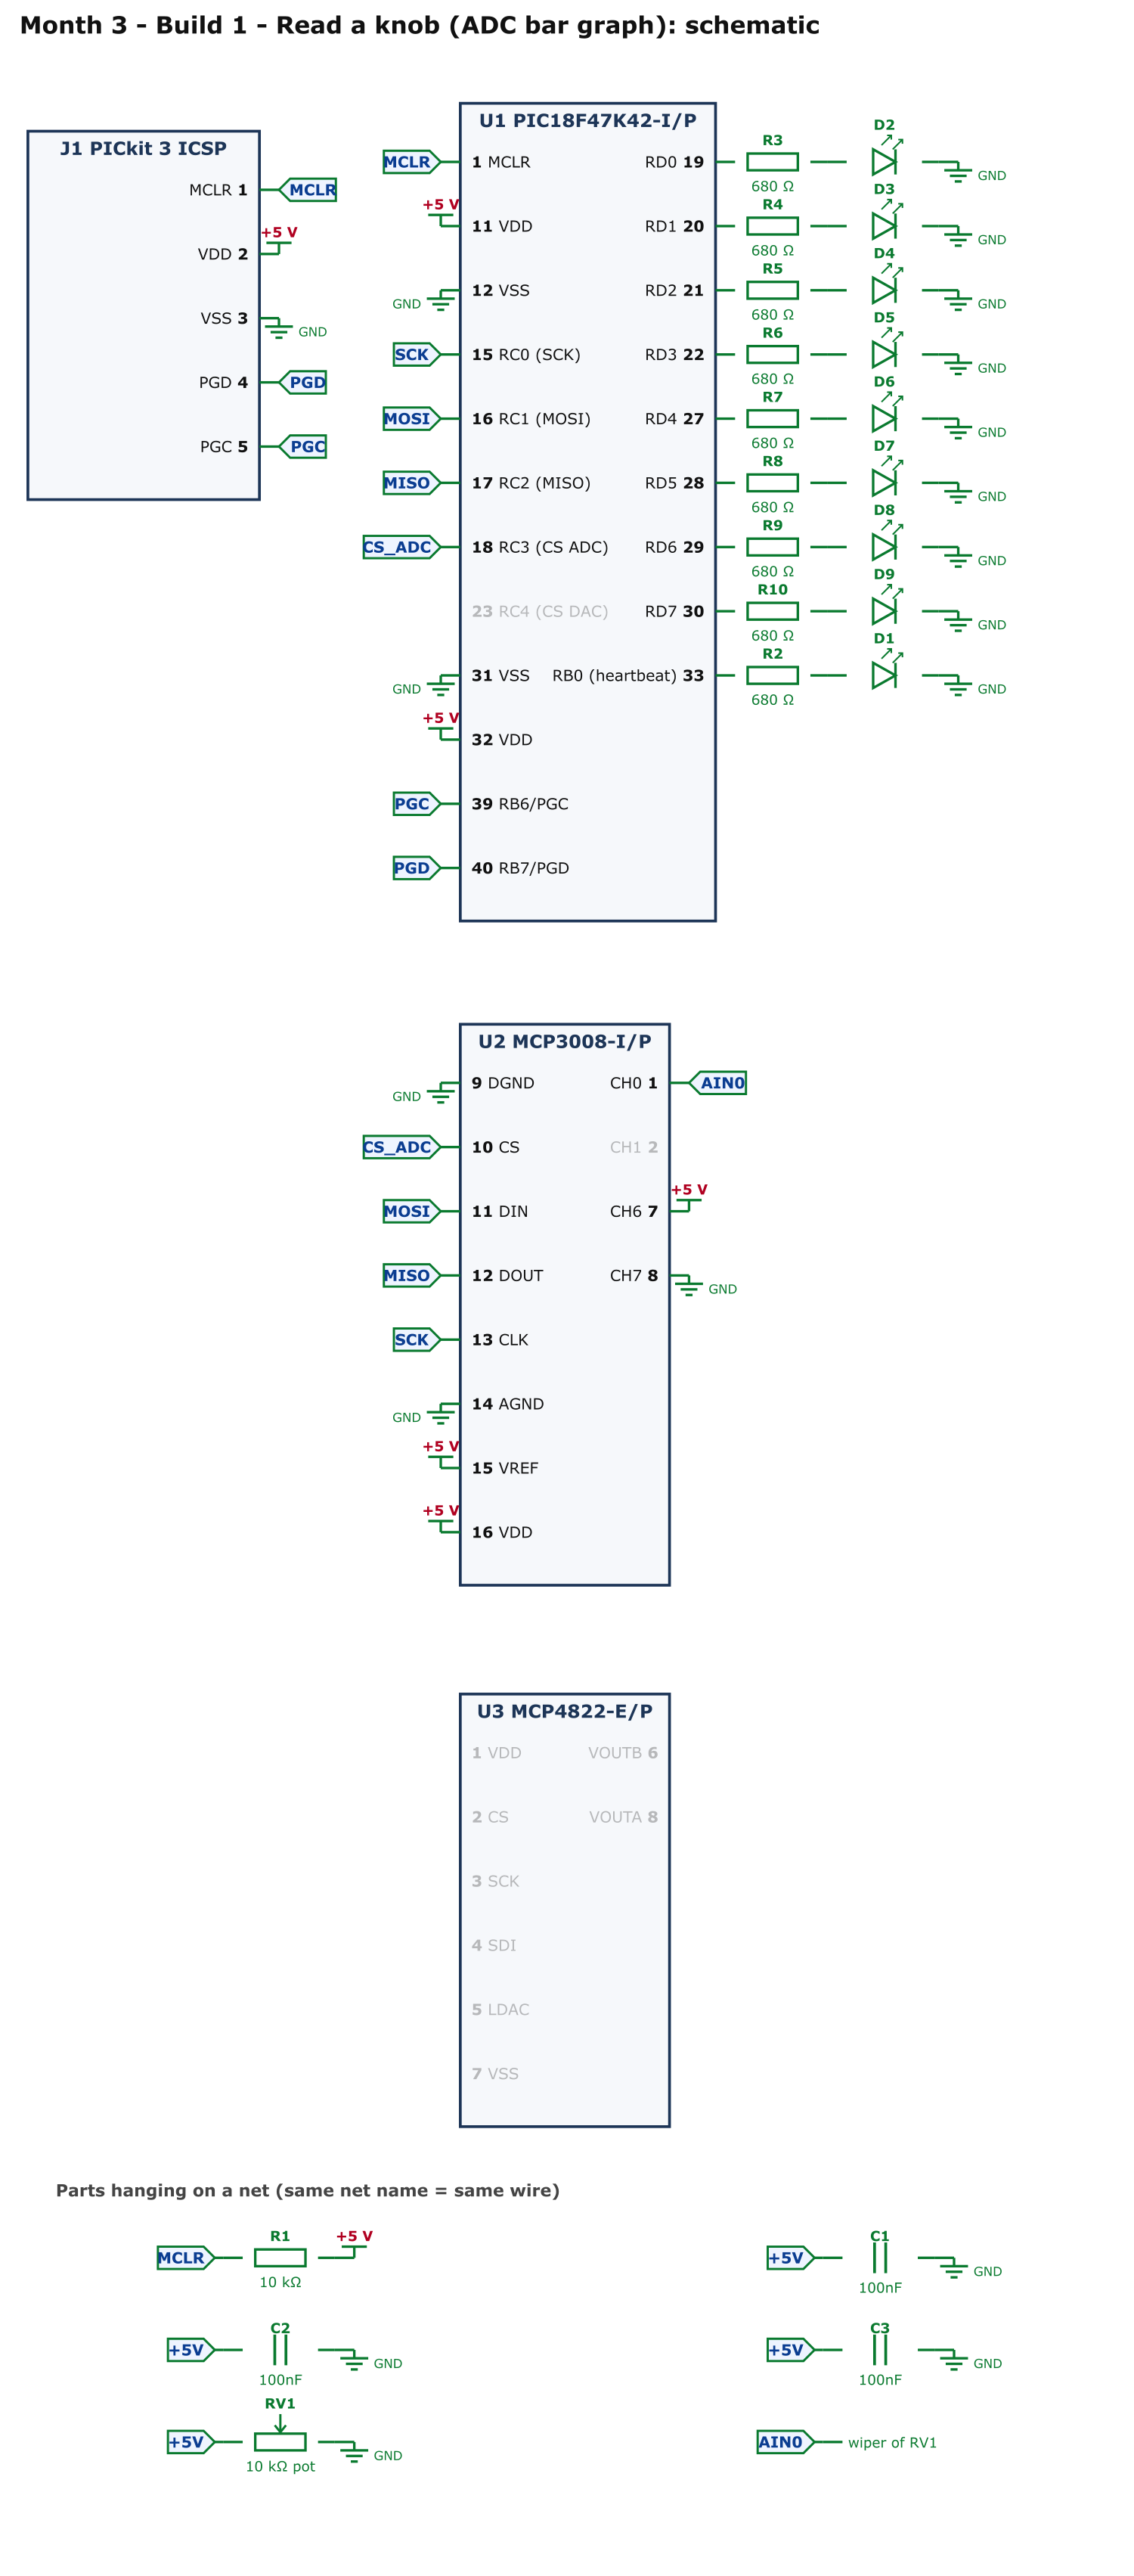 Month 3 - Build 1 - Read a knob (ADC bar graph): schematic
J1 PICkit 3 ICSP
MCLR 1
MCLR
VDD 2
+5 V
VSS 3
GND
PGD 4
PGD
PGC 5
PGC
U1 PIC18F47K42-I/P
MCLR
1 MCLR
+5 V
11 VDD
GND
12 VSS
SCK
15 RC0 (SCK)
MOSI
16 RC1 (MOSI)
MISO
17 RC2 (MISO)
CS_ADC
18 RC3 (CS ADC)
23 RC4 (CS DAC)
GND
31 VSS
+5 V
32 VDD
PGC
39 RB6/PGC
PGD
40 RB7/PGD
RD0 19
R3
680 Ω
D2
GND
RD1 20
R4
680 Ω
D3
GND
RD2 21
R5
680 Ω
D4
GND
RD3 22
R6
680 Ω
D5
GND
RD4 27
R7
680 Ω
D6
GND
RD5 28
R8
680 Ω
D7
GND
RD6 29
R9
680 Ω
D8
GND
RD7 30
R10
680 Ω
D9
GND
RB0 (heartbeat) 33
R2
680 Ω
D1
GND
U2 MCP3008-I/P
GND
9 DGND
CS_ADC
10 CS
MOSI
11 DIN
MISO
12 DOUT
SCK
13 CLK
GND
14 AGND
+5 V
15 VREF
+5 V
16 VDD
CH0 1
AIN0
CH1 2
CH6 7
+5 V
CH7 8
GND
U3 MCP4822-E/P
1 VDD
2 CS
3 SCK
4 SDI
5 LDAC
7 VSS
VOUTB 6
VOUTA 8
Parts hanging on a net (same net name = same wire)
MCLR
R1
10 kΩ
+5 V
+5V
C1
100nF
GND
+5V
C2
100nF
GND
+5V
C3
100nF
GND
+5V
RV1
10 kΩ pot
GND
AIN0
wiper of RV1